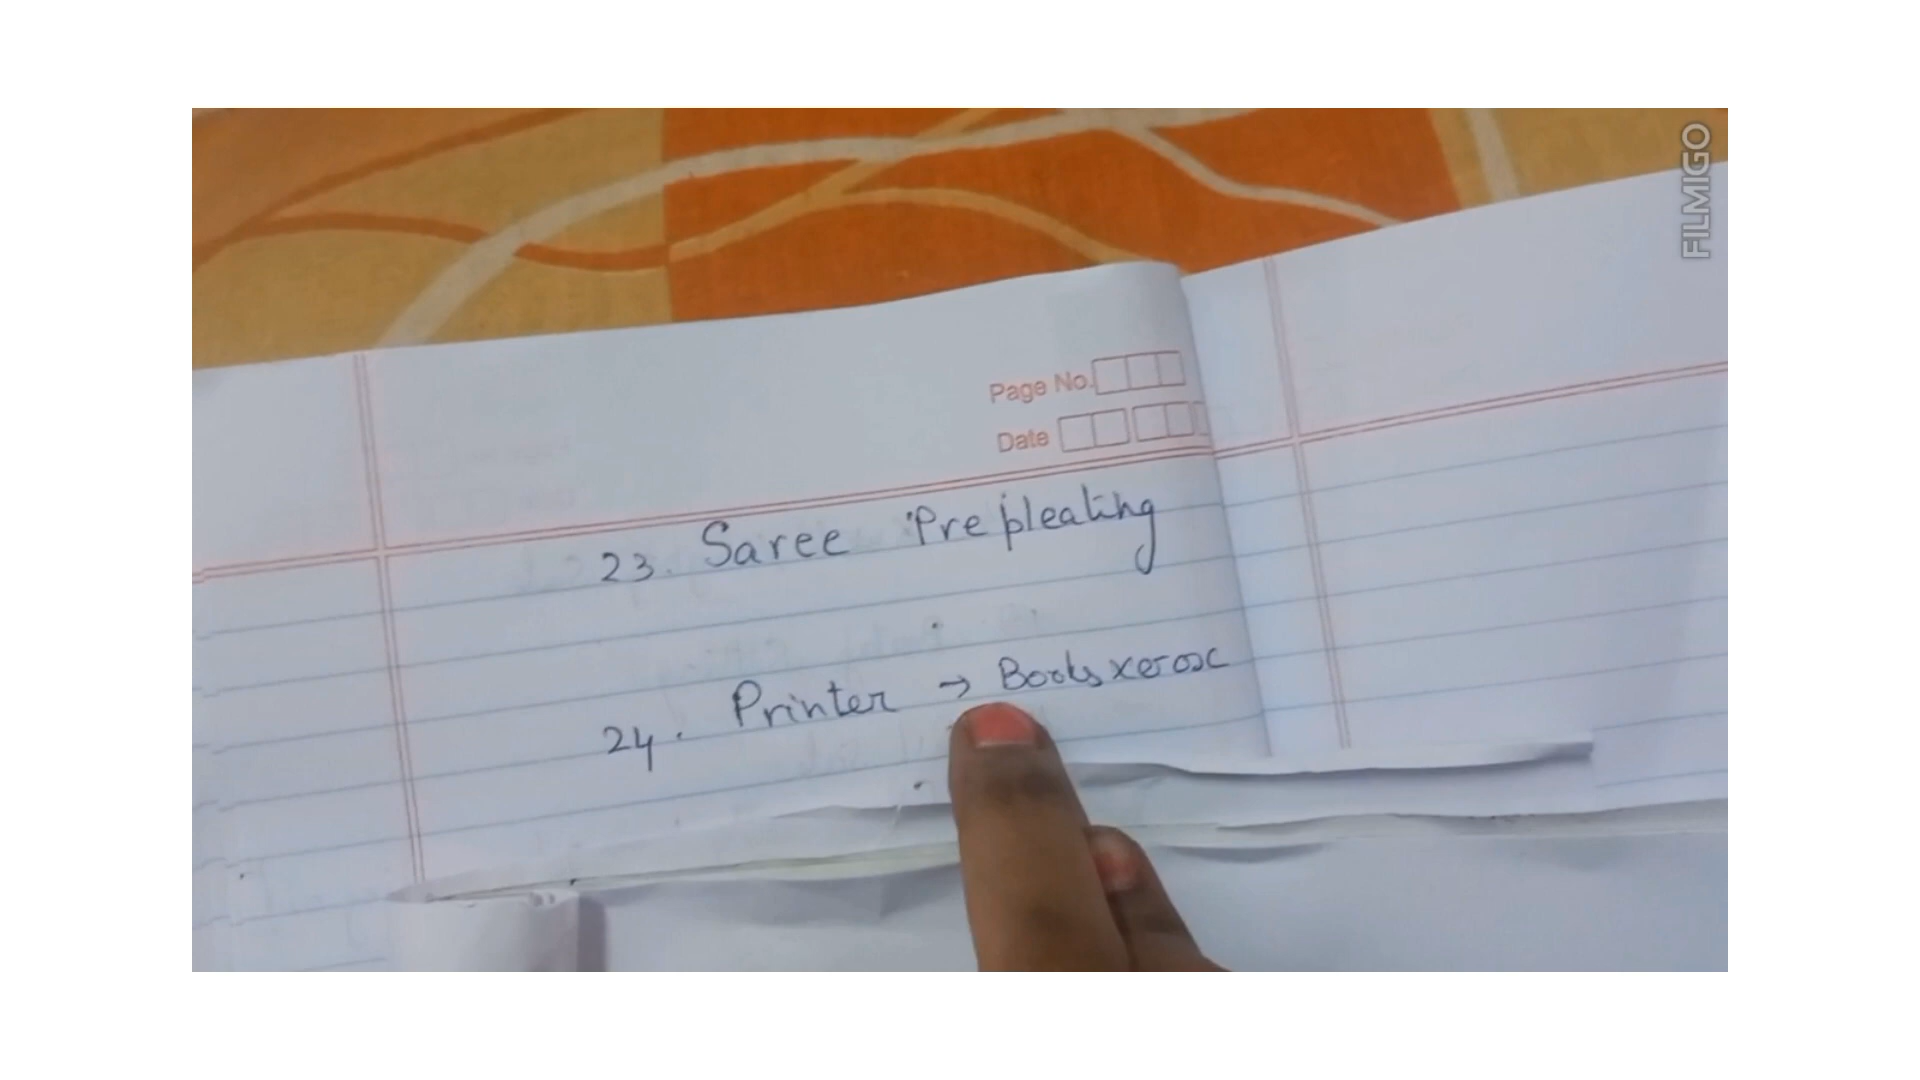 FILMIGO
Page No.
Date
23. Saree Prepleating
24. Printer → Books xerox